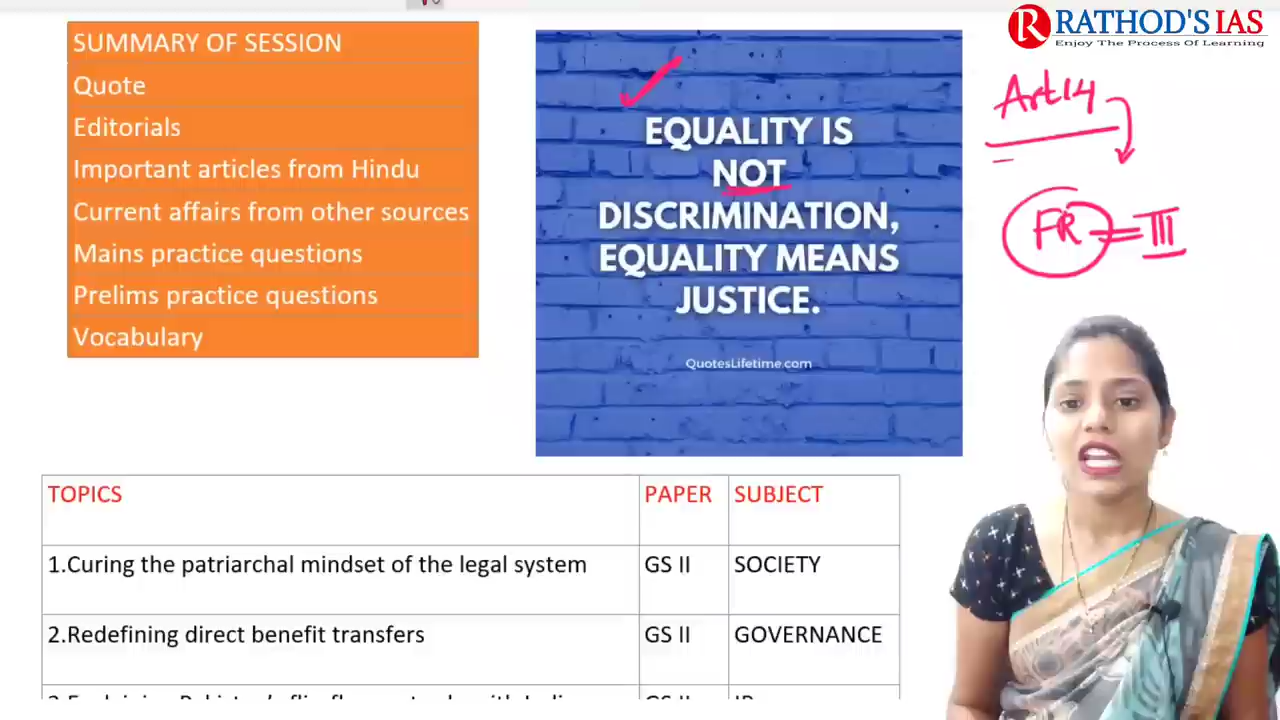 SUMMARY OF SESSION
Quote
Editorials
Important articles from Hindu
Current affairs from other sources
Mains practice questions
Prelims practice questions
Vocabulary
EQUALITY IS
NOT
DISCRIMINATION,
EQUALITY MEANS
JUSTICE.
QuotesLifetime.com
R RATHOD'S IAS
Enjoy The Process Of Learning
Art 14
FR = III
TOPICS PAPER SUBJECT
1.Curing the patriarchal mindset of the legal system GS II SOCIETY
2.Redefining direct benefit transfers GS II GOVERNANCE